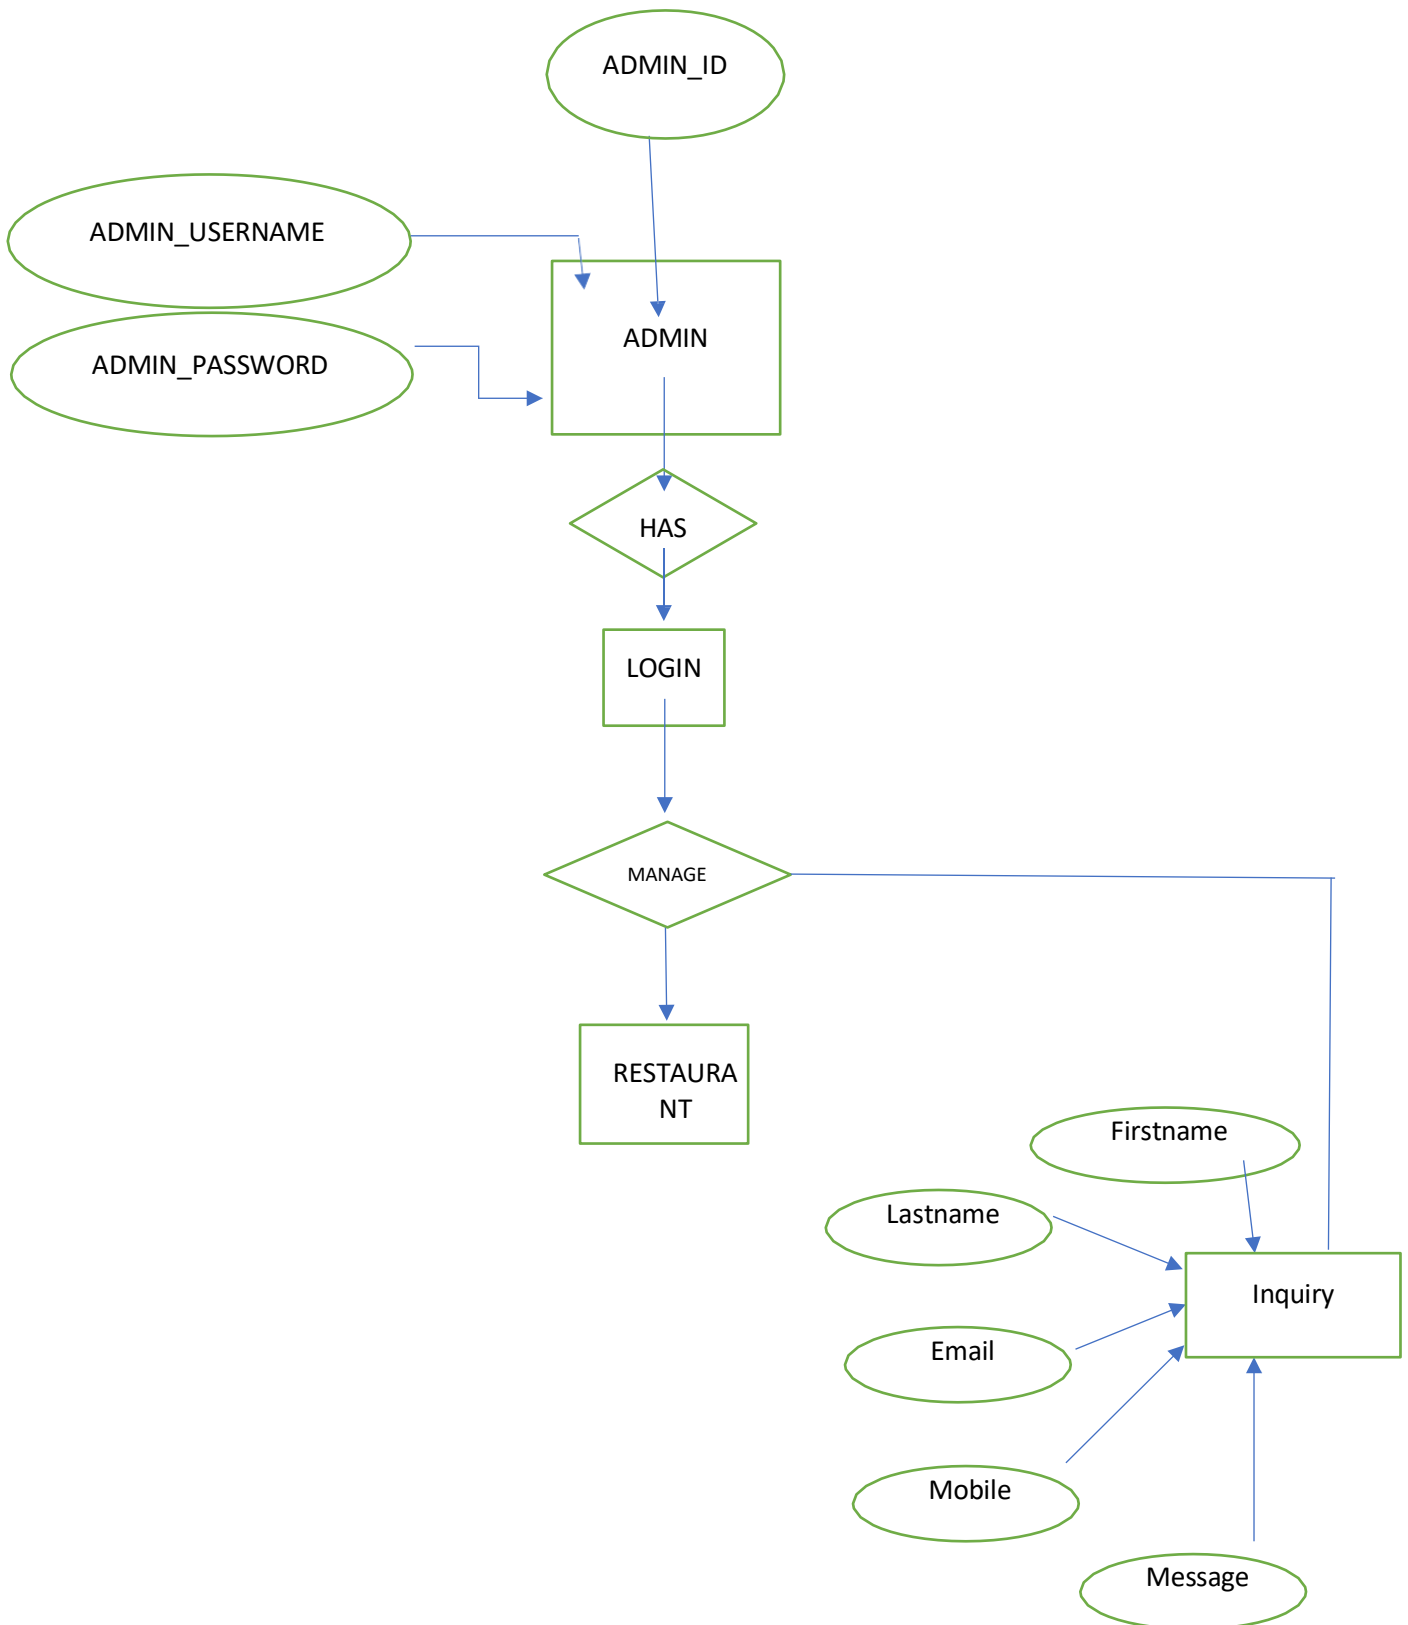 ADMIN_ID
ADMIN_USERNAME
ADMIN
ADMIN_PASSWORD
HAS
LOGIN
MANAGE
RESTAURA
NT
Firstname
Lastname
Inquiry
Email
Mobile
Message